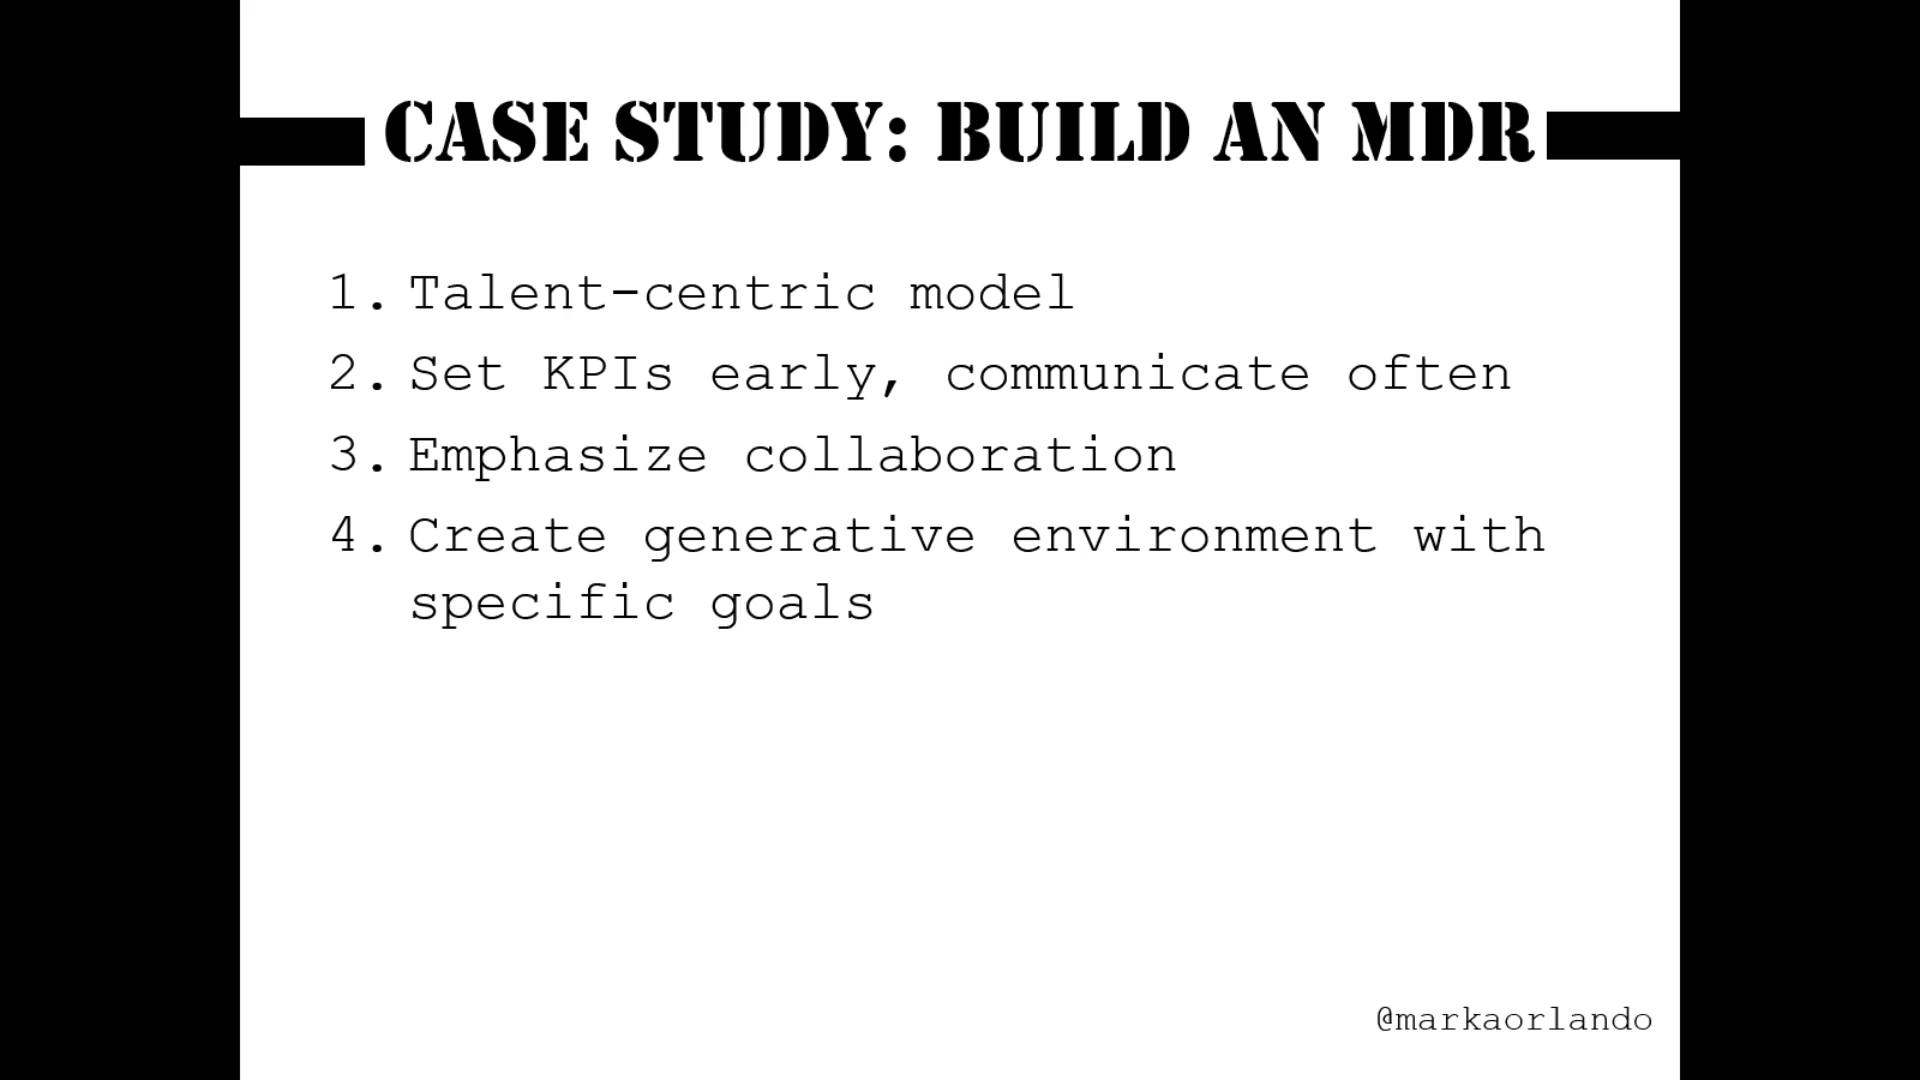 CASE STUDY: BUILD AN MDR
1. Talent-centric model
2. Set KPIs early, communicate often
3. Emphasize collaboration
4. Create generative environment with
specific goals
@markaorlando